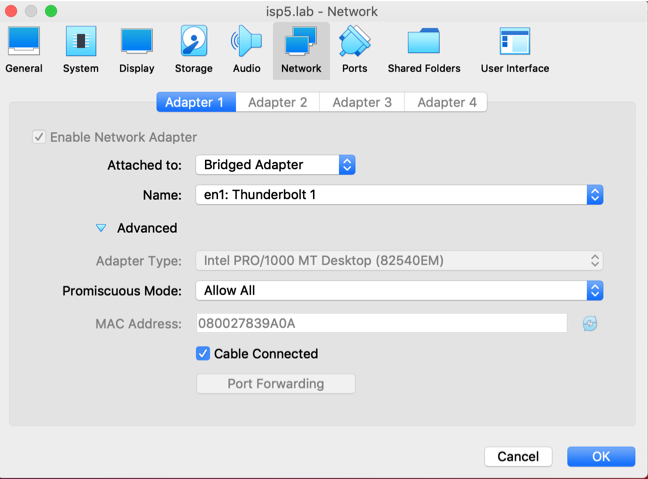 isp5.lab - Network
General System Display Storage Audio Network Ports Shared Folders User Interface
Adapter 1 Adapter 2 Adapter 3 Adapter 4
Enable Network Adapter
Attached to: Bridged Adapter
Name: en1: Thunderbolt 1
Advanced
Adapter Type: Intel PRO/1000 MT Desktop (82540EM)
Promiscuous Mode: Allow All
MAC Address: 080027839A0A
Cable Connected
Port Forwarding
Cancel OK